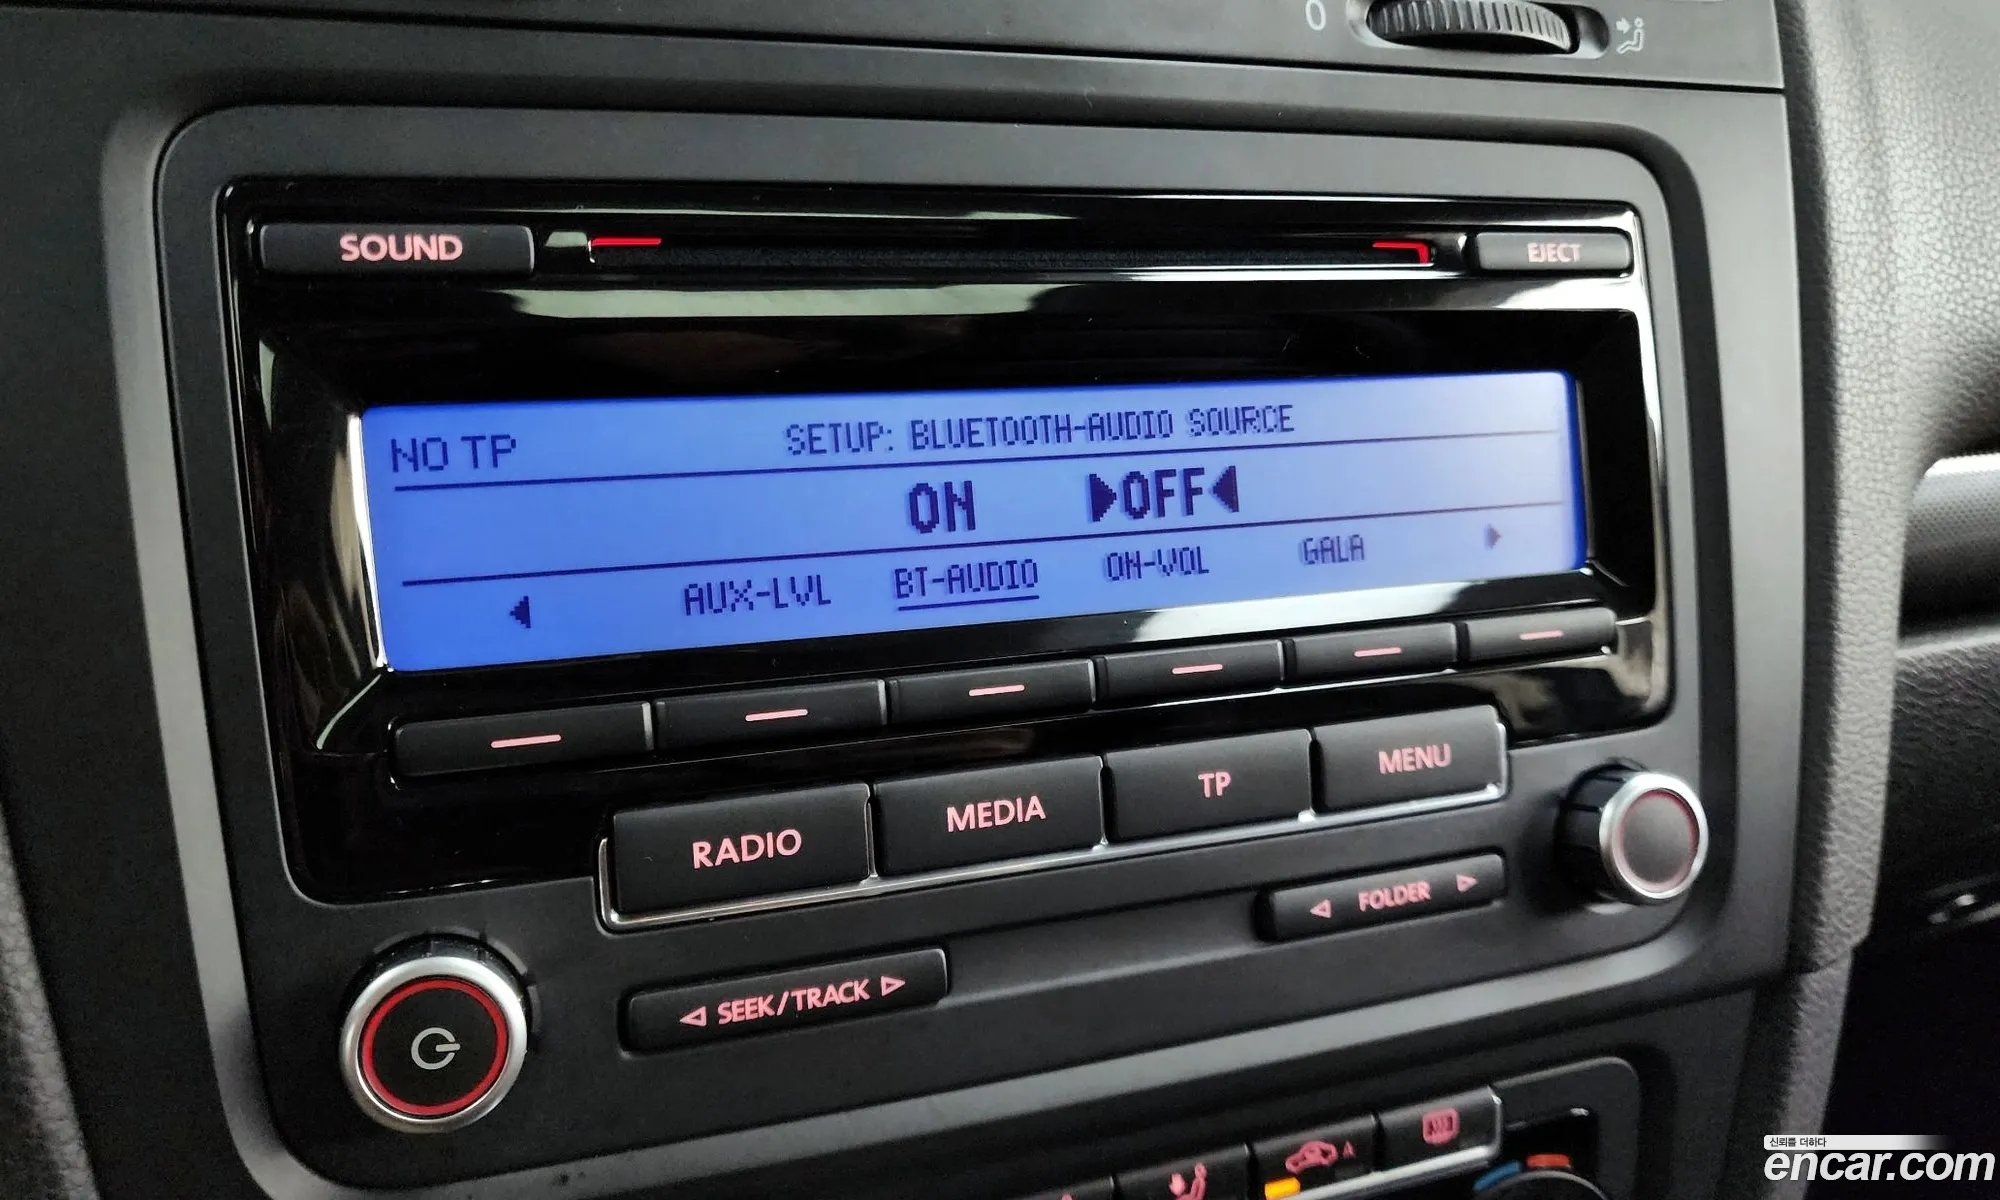 0
SOUND
EJECT
NO TP
SETUP: BLUETOOTH-AUDIO SOURCE
ON
OFF
AUX-LVL
BT-AUDIO
ON-VOL
GALA
RADIO
MEDIA
TP
MENU
FOLDER
SEEK/TRACK
A
신뢰를 더하다
encar.com